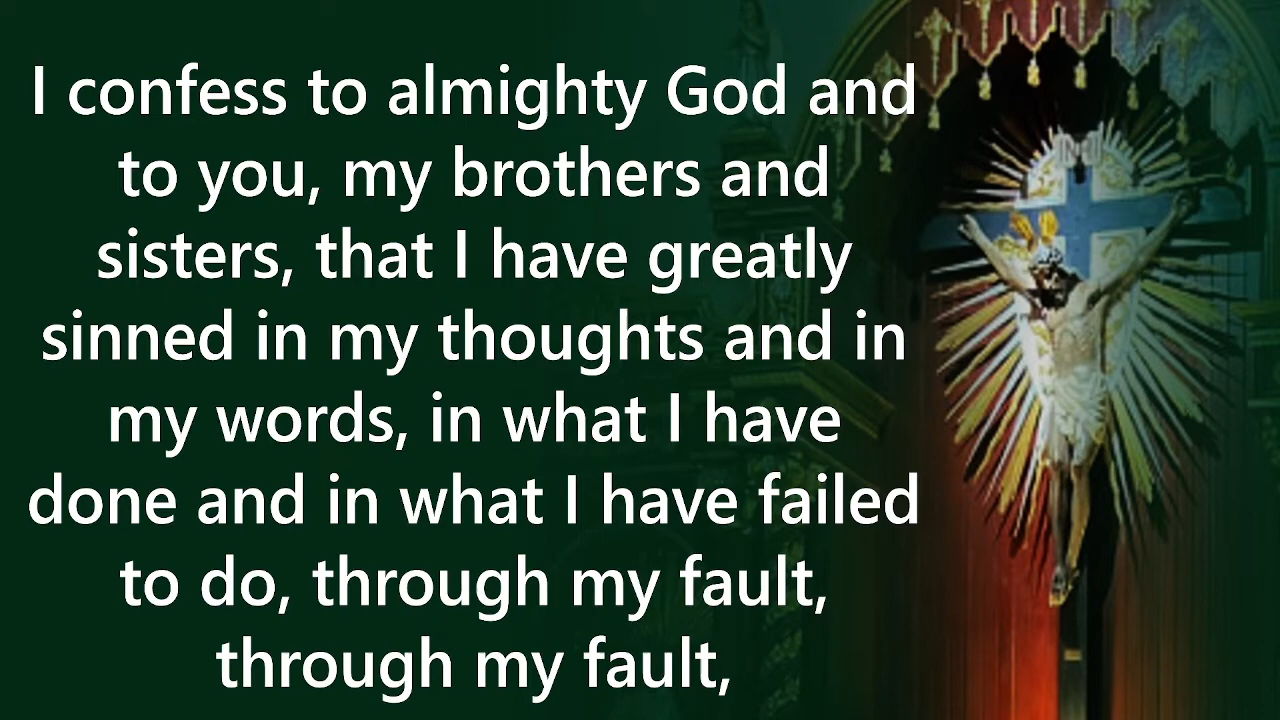 I confess to almighty God and
to you, my brothers and
sisters, that I have greatly
sinned in my thoughts and in
my words, in what I have
done and in what I have failed
to do, through my fault,
through my fault,